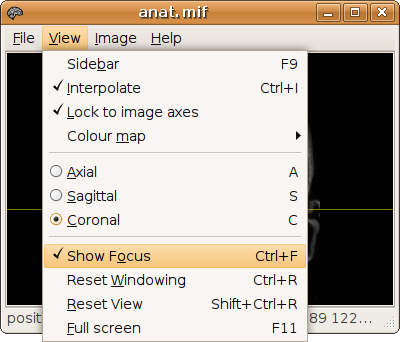 anat.mif
File View Image Help
Sidebar F9
Interpolate Ctrl+I
Lock to image axes
Colour map
Axial A
Sagittal S
Coronal C
Show Focus Ctrl+F
Reset Windowing Ctrl+R
Reset View Shift+Ctrl+R
posit 89 122...
Full screen F11